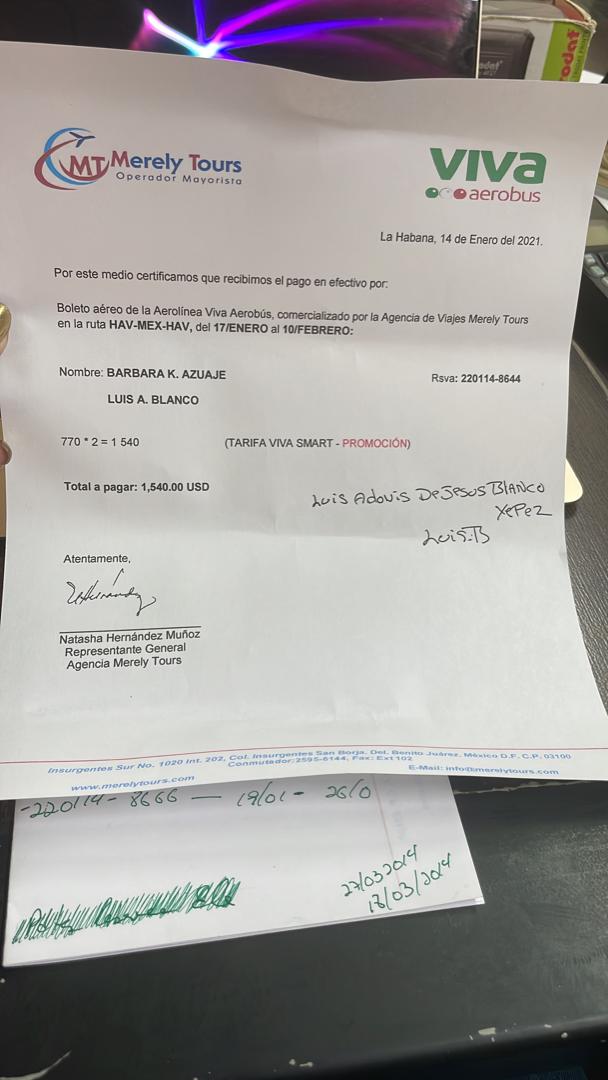 MT Merely Tours
Operador Mayorista
VIVA
aerobus
La Habana, 14 de Enero del 2021.
Por este medio certificamos que recibimos el pago en efectivo por:
Boleto aéreo de la Aerolínea Viva Aerobús, comercializado por la Agencia de Viajes Merely Tours
en la ruta HAV-MEX-HAV, del 17/ENERO al 10/FEBRERO:
Nombre: BARBARA K. AZUAJE
Rsva: 220114-8644
LUIS A. BLANCO
770 * 2 = 1 540
(TARIFA VIVA SMART - PROMOCIÓN)
Total a pagar: 1,540.00 USD
Luis Adovis DeJesus Blanco
Yepez
Luis.B
Atentamente,
Natasha Hernández Muñoz
Representante General
Agencia Merely Tours
Insurgentes Sur No. 1020 Int. 202, Col. Insurgentes San Borja. Del. Benito Juárez. México D.F. C.P. 03100
Conmutador:2595-6144, Fax: Ext102
www.merelytours.com
E-Mail: info@merelytours.com
-220114- 8666 — 19/01 - 26/0
27/03/2014
13/03/2014